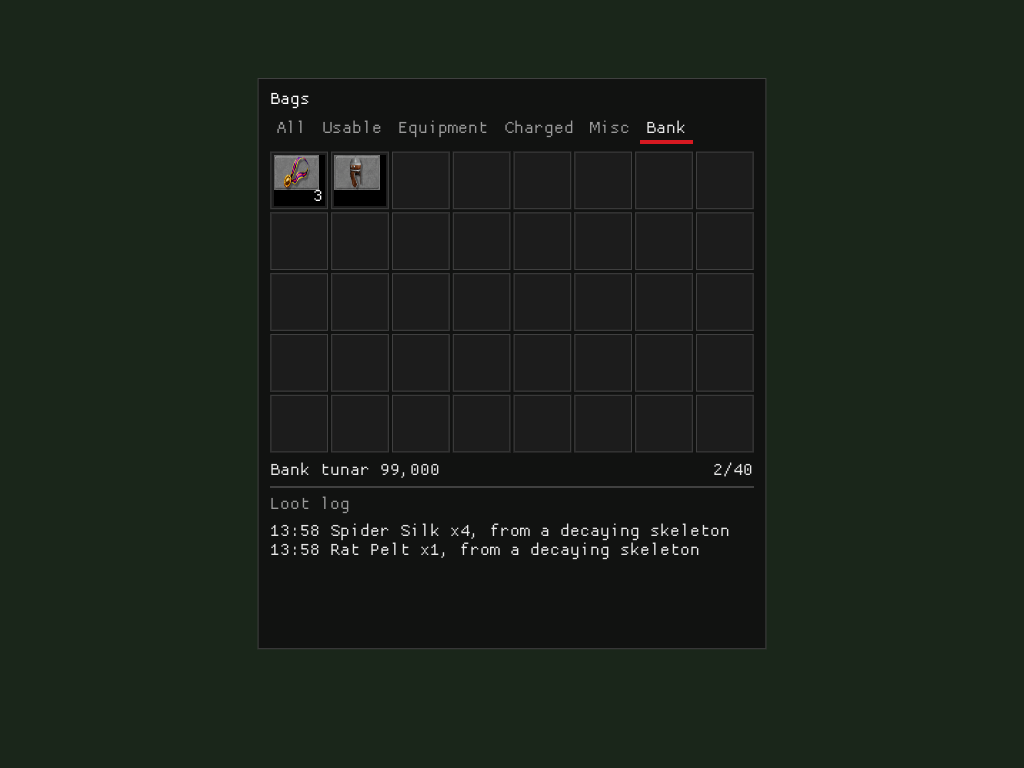 Bags
All Usable Equipment Charged Misc Bank
3
Bank tunar 99,000 2/40
Loot log
13:58 Spider Silk x4, from a decaying skeleton
13:58 Rat Pelt x1, from a decaying skeleton